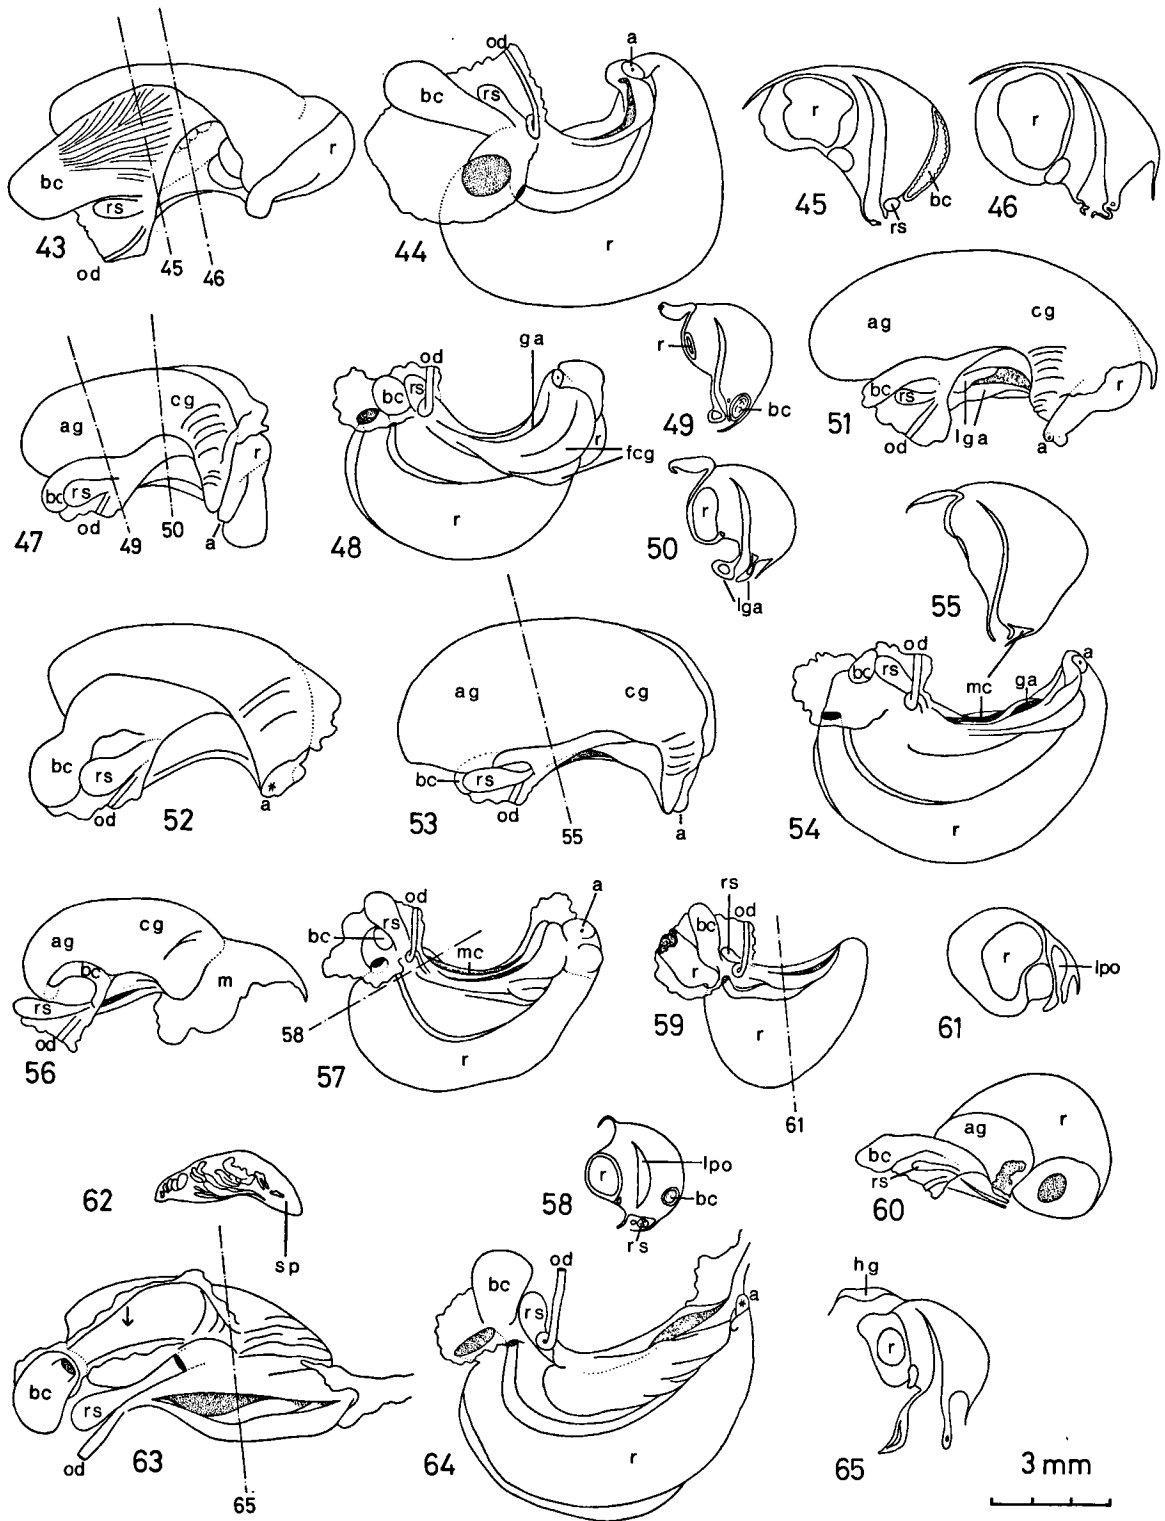 bc
rs
od
r
43
45
46
od
a
bc
rs
r
44
r
rs
bc
45
r
46
ag
cg
bc
rs
od
a
r
47
49
50
ga
od
bc
rs
r
fcg
r
48
r
bc
49
r
lga
50
ag
cg
bc
rs
od
lga
a
r
51
bc
rs
od
a
*
52
ag
cg
bc
rs
od
a
53
55
55
od
a
bc
rs
mc
ga
r
54
ag
cg
bc
rs
od
m
56
od
a
rs
bc
mc
r
57
58
rs
bc
od
r
r
59
61
r
lpo
61
r
lpo
bc
rs
58
r
ag
bc
rs
60
sp
62
bc
rs
od
63
65
bc
rs
od
a
*
r
64
hg
r
65
3 mm